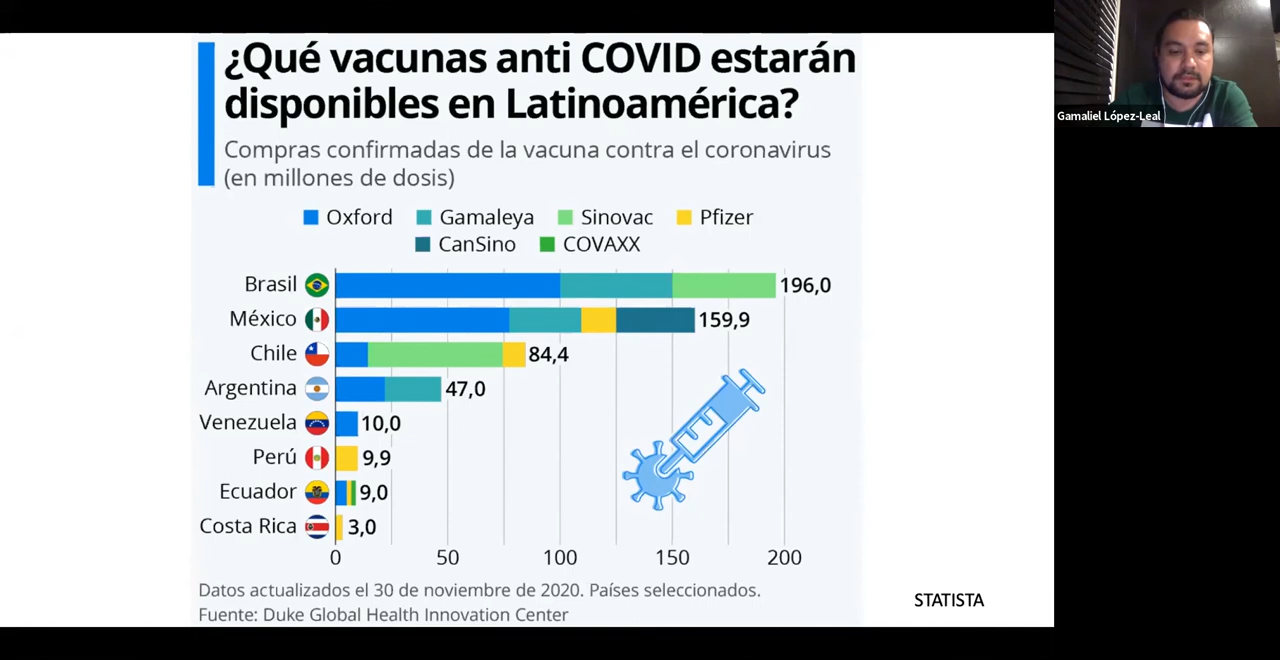 ¿Qué vacunas anti COVID estarán
disponibles en Latinoamérica?
Compras confirmadas de la vacuna contra el coronavirus
(en millones de dosis)
Oxford Gamaleya Sinovac Pfizer
CanSino COVAXX
Brasil 196,0
México 159,9
Chile 84,4
Argentina 47,0
Venezuela 10,0
Perú 9,9
Ecuador 9,0
Costa Rica 3,0
0 50 100 150 200
Datos actualizados el 30 de noviembre de 2020. Países seleccionados.
Fuente: Duke Global Health Innovation Center
STATISTA
Gamaliel López-Leal